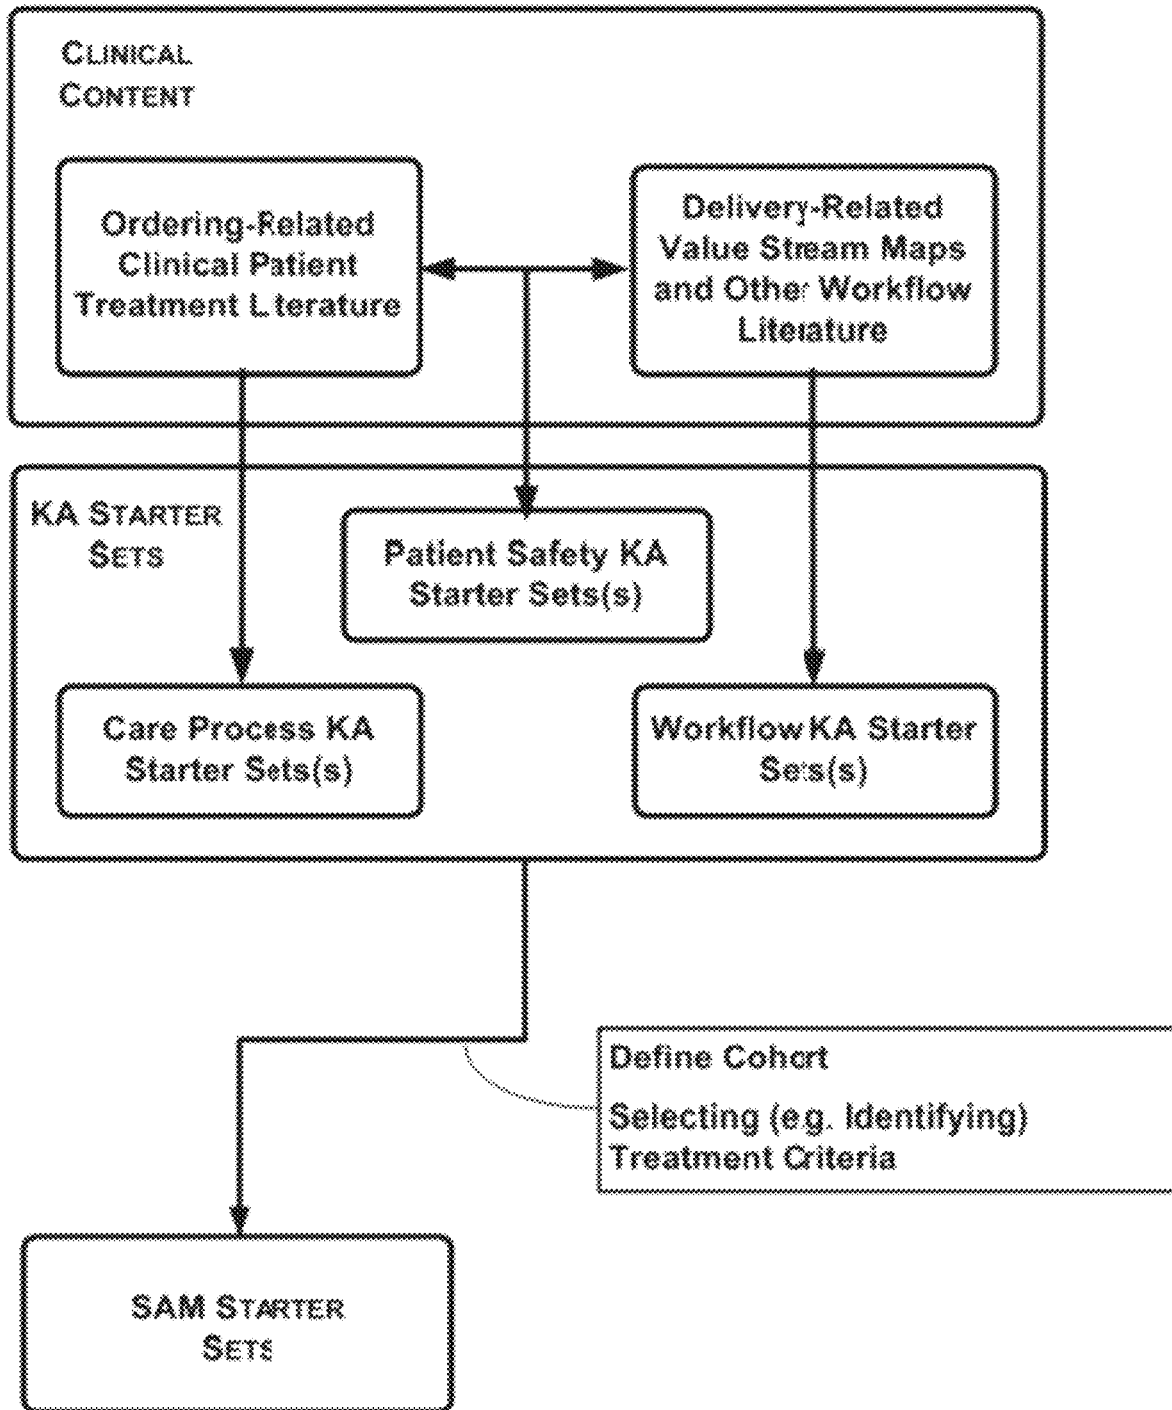 CLINICAL
CONTENT
Ordering-Related
Clinical Patient
Treatment Literature
Delivery-Related
Value Stream Maps
and Other Workflow
Literature
KA STARTER
SETS
Patient Safety KA
Starter Sets(s)
Care Process KA
Starter Sets(s)
Workflow KA Starter
Sets(s)
Define Cohort
Selecting (e.g. Identifying)
Treatment Criteria
SAM STARTER
SETS